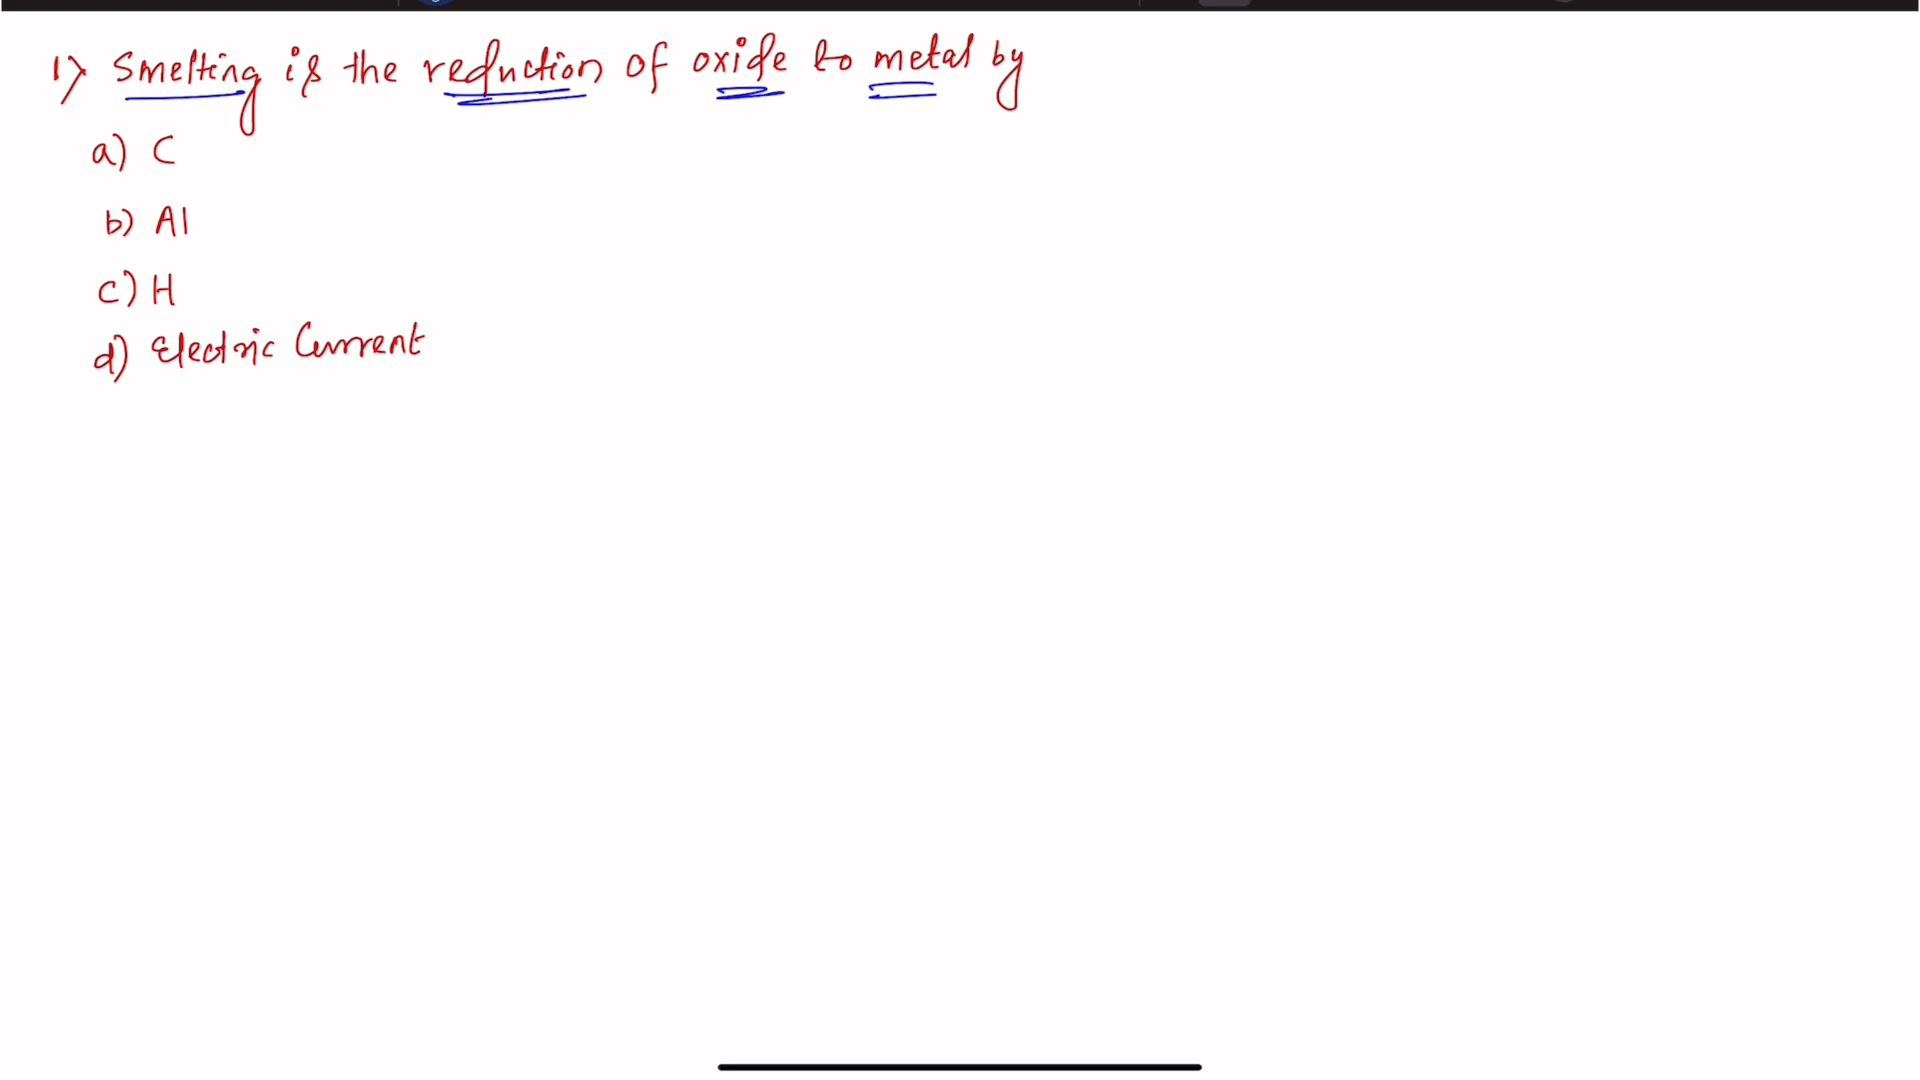 1) Smelting is the reduction of oxide to metal by
a) C
b) Al
c) H
d) Electric Current